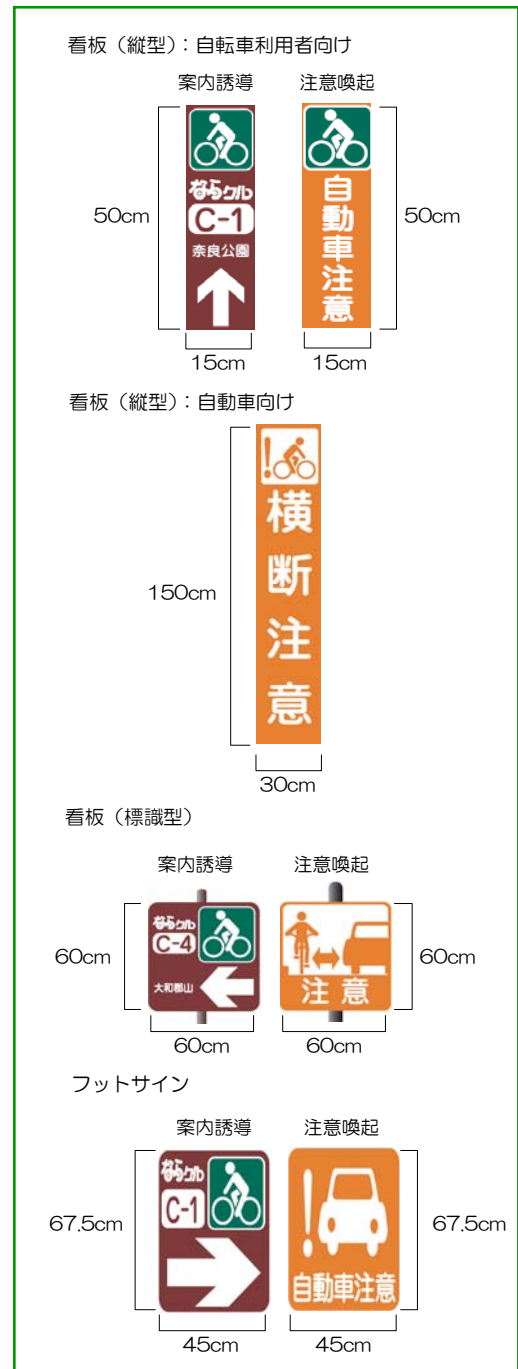 看板（縦型）：自転車利用者向け
案内誘導
注意喚起
50cm
ならクル
C-1
奈良公園
自動車注意
50cm
15cm
15cm
看板（縦型）：自動車向け
150cm
!
横断注意
30cm
看板（標識型）
案内誘導
注意喚起
60cm
ならクル
C-4
大和郡山
注意
60cm
60cm
60cm
フットサイン
案内誘導
注意喚起
67.5cm
ならクル
C-1
!
自動車注意
67.5cm
45cm
45cm